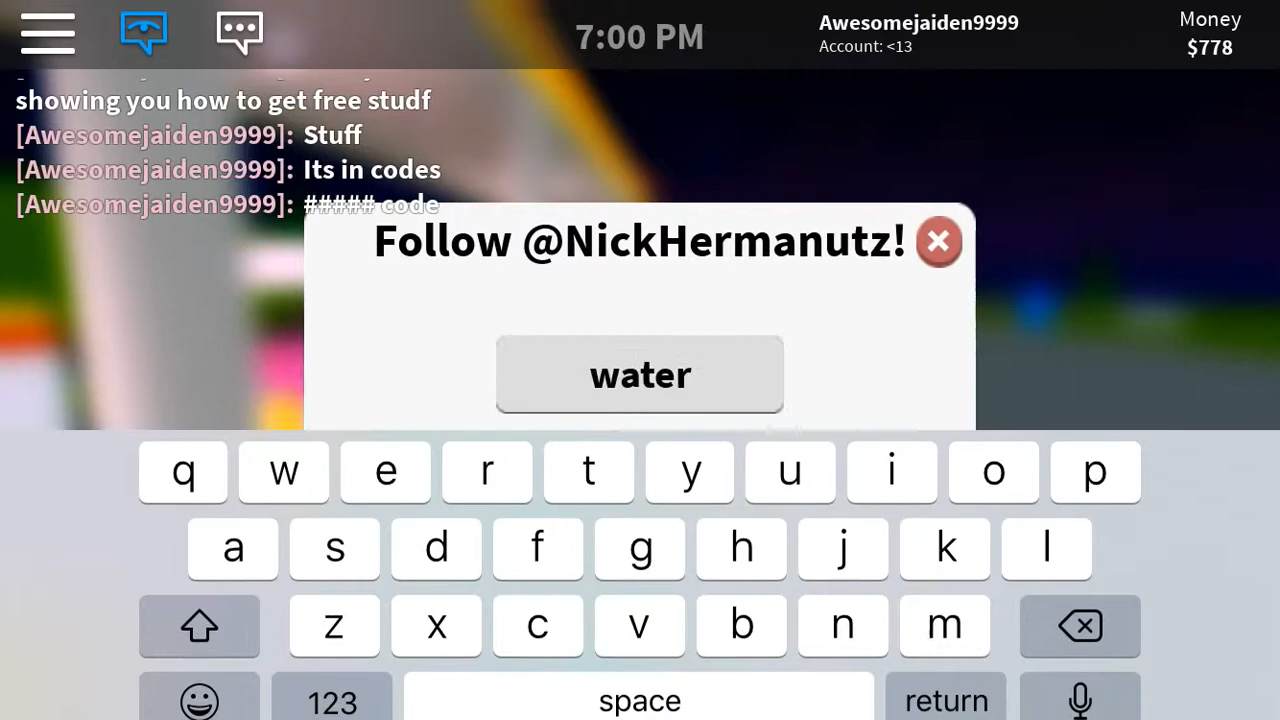 7:00 PM
Awesomejaiden9999
Account: <13
Money
$778
showing you how to get free studf
[Awesomejaiden9999]: Stuff
[Awesomejaiden9999]: Its in codes
[Awesomejaiden9999]: ##### code
Follow @NickHermanutz!
water
q w e r t y u i o p
a s d f g h j k l
z x c v b n m
123 space return